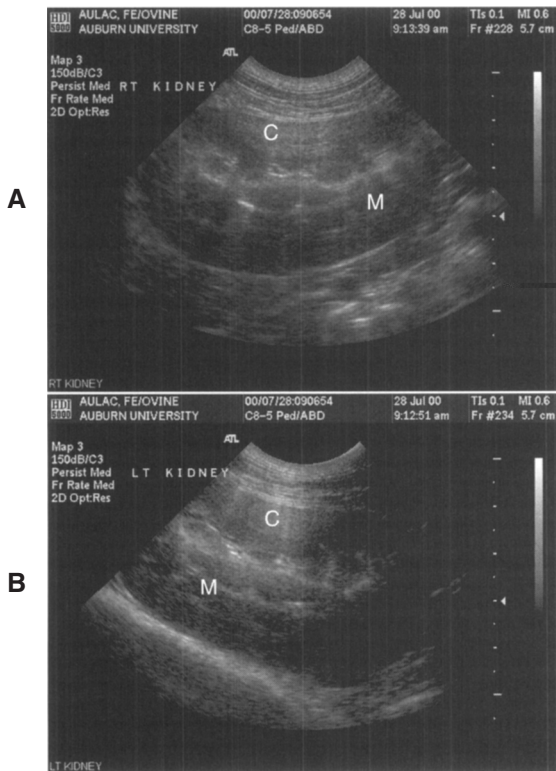 A
HDI 5000 AULAC, FE/OVINE 00/07/28:090654 28 Jul 00 TIs 0.1 MI 0.6
AUBURN UNIVERSITY C8-5 Ped/ABD 9:13:39 am Fr #228 5.7 cm
ATL
Map 3
150dB/C3
Persist Med RT KIDNEY
Fr Rate Med
2D Opt:Res
C
M
RT KIDNEY
B
HDI 5000 AULAC, FE/OVINE 00/07/28:090654 28 Jul 00 TIs 0.1 MI 0.6
AUBURN UNIVERSITY C8-5 Ped/ABD 9:12:51 am Fr #234 5.7 cm
ATL
Map 3
150dB/C3
Persist Med LT KIDNEY
Fr Rate Med
2D Opt:Res
C
M
LT KIDNEY